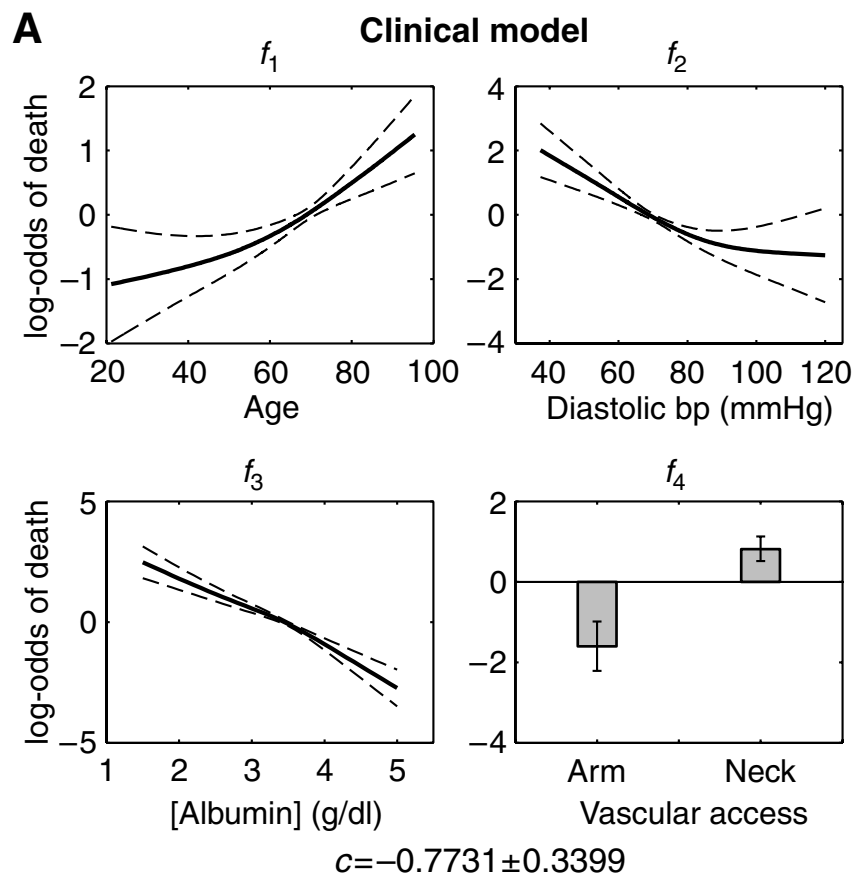 A
Clinical model
f1
log-odds of death
2
1
0
−1
−2
20 40 60 80 100
Age
f2
4
2
0
−2
−4
40 60 80 100 120
Diastolic bp (mmHg)
f3
log-odds of death
5
0
−5
1 2 3 4 5
[Albumin] (g/dl)
f4
2
0
−2
−4
Arm Neck
Vascular access
c=−0.7731±0.3399